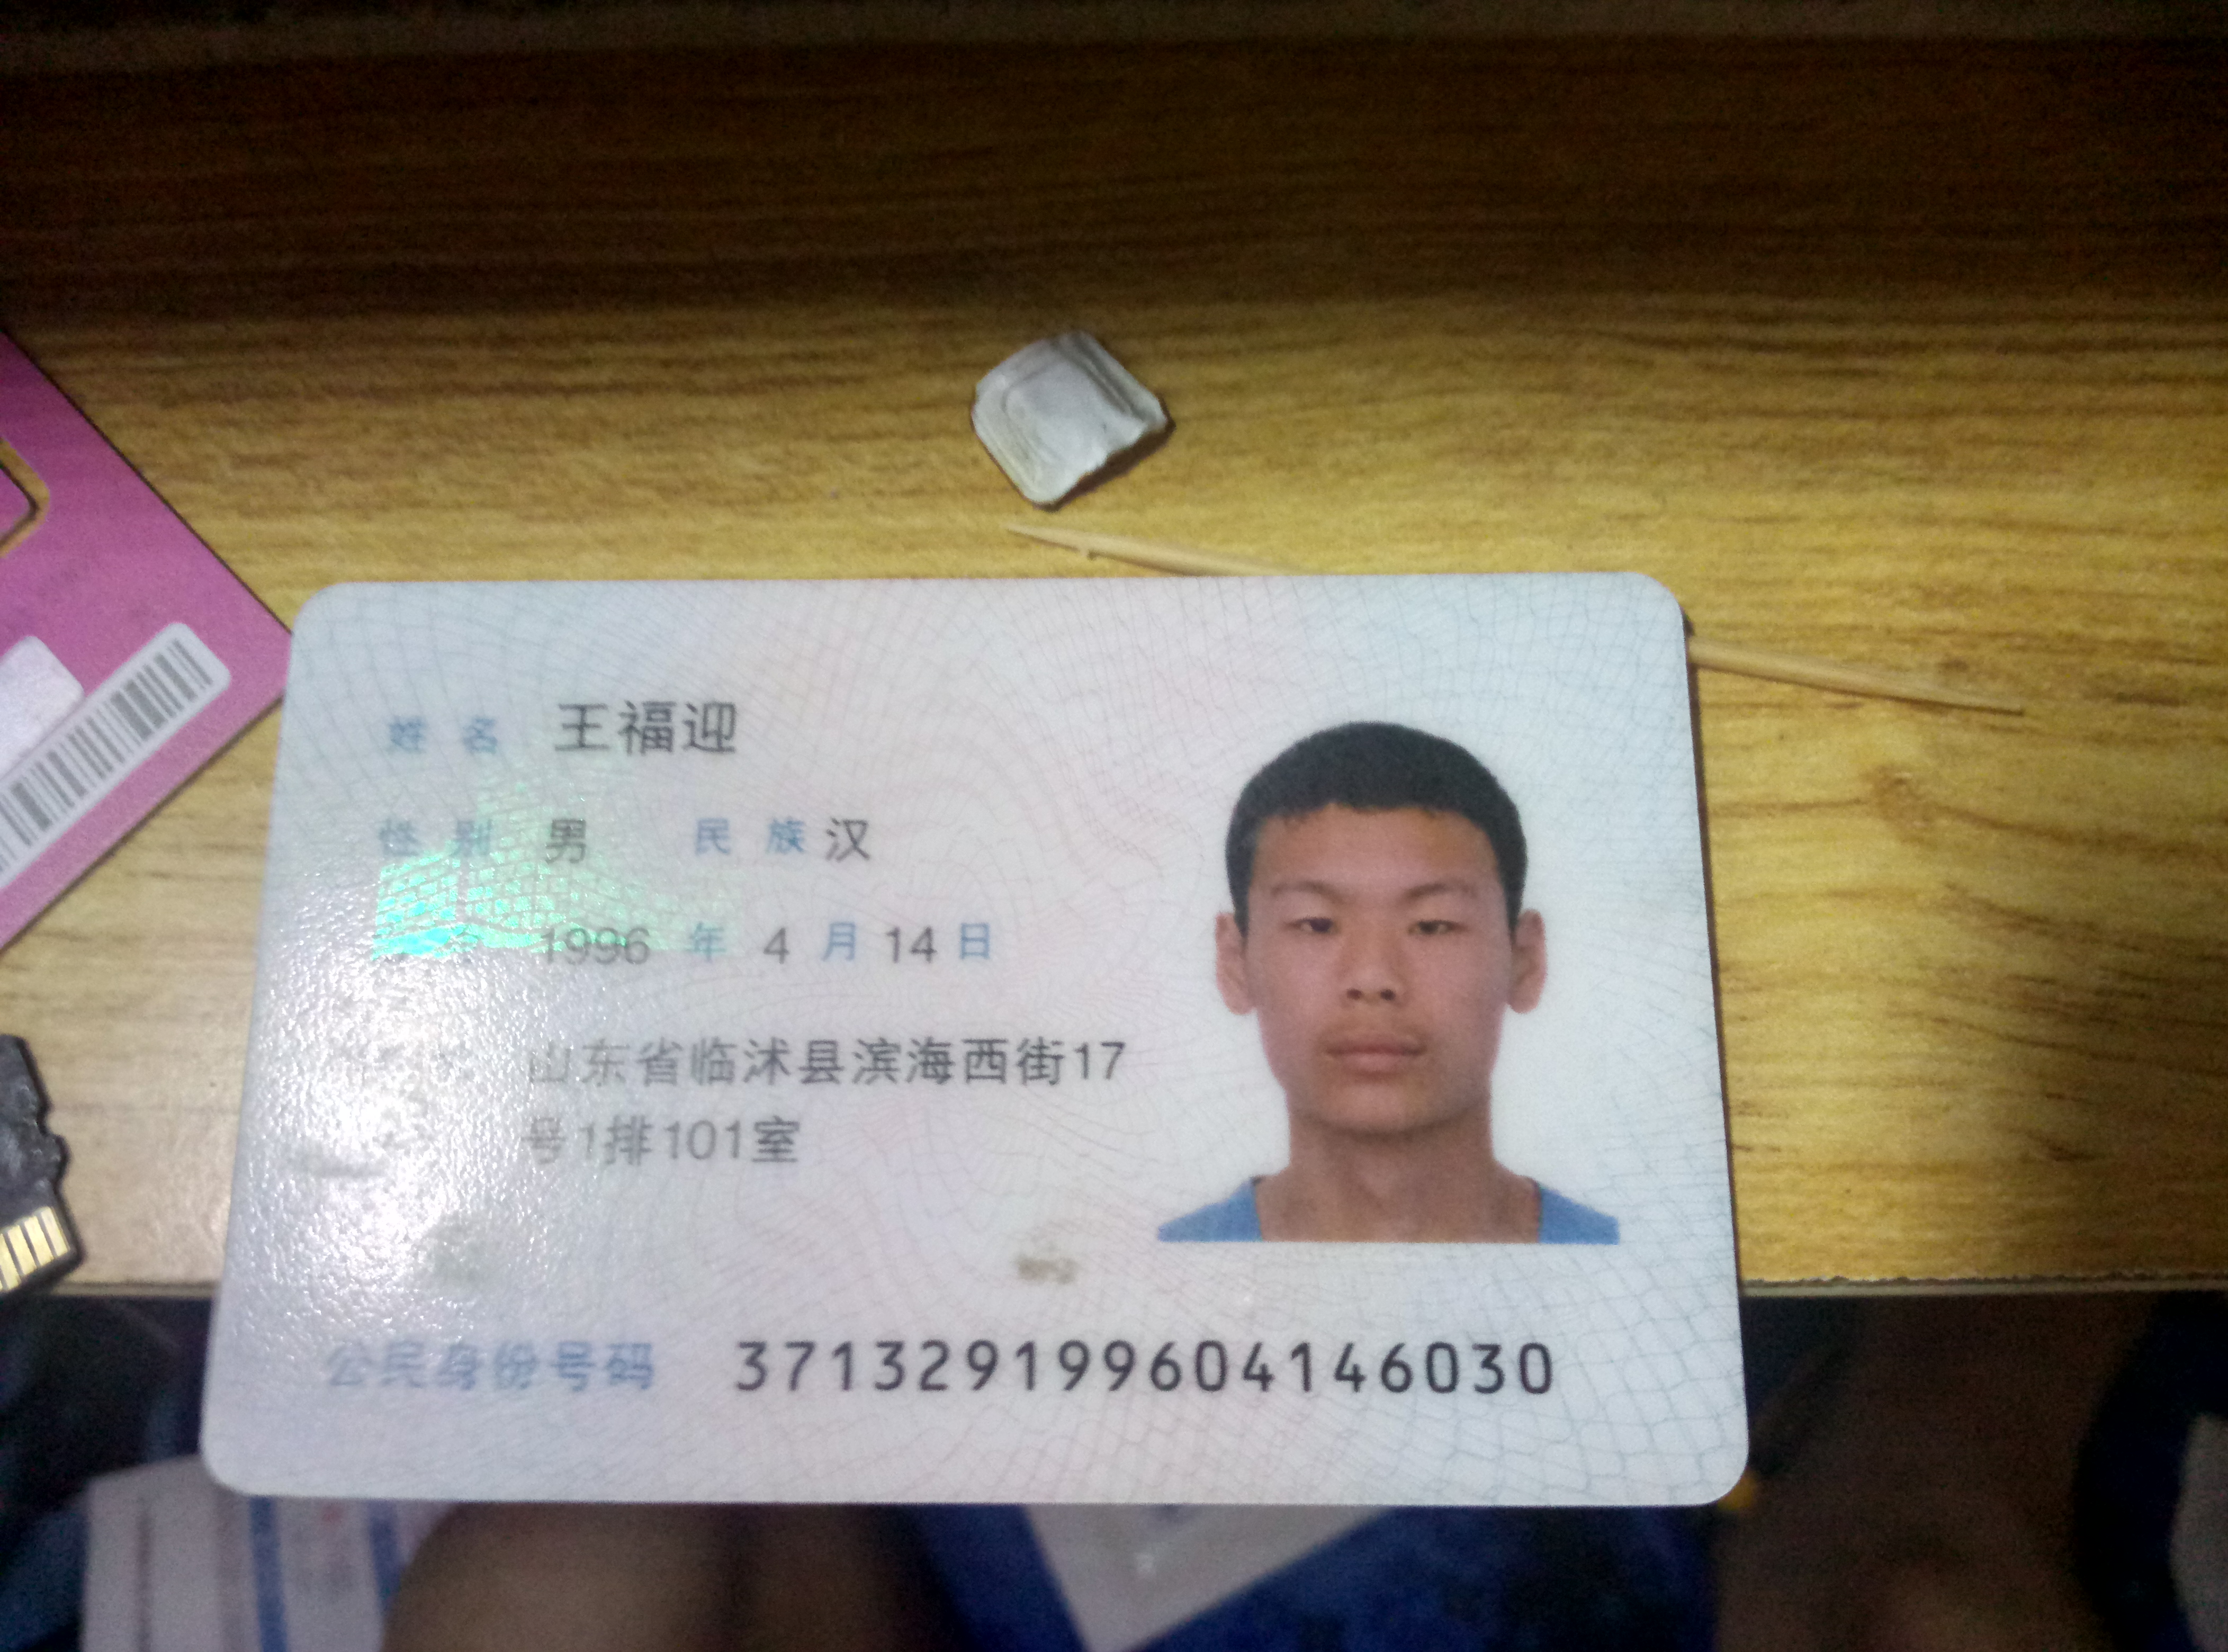 姓名 王福迎
性别 男 民族 汉
1996 年 4 月 14 日
山东省临沭县滨海西街17
号1排101室
公民身份号码 371329199604146030